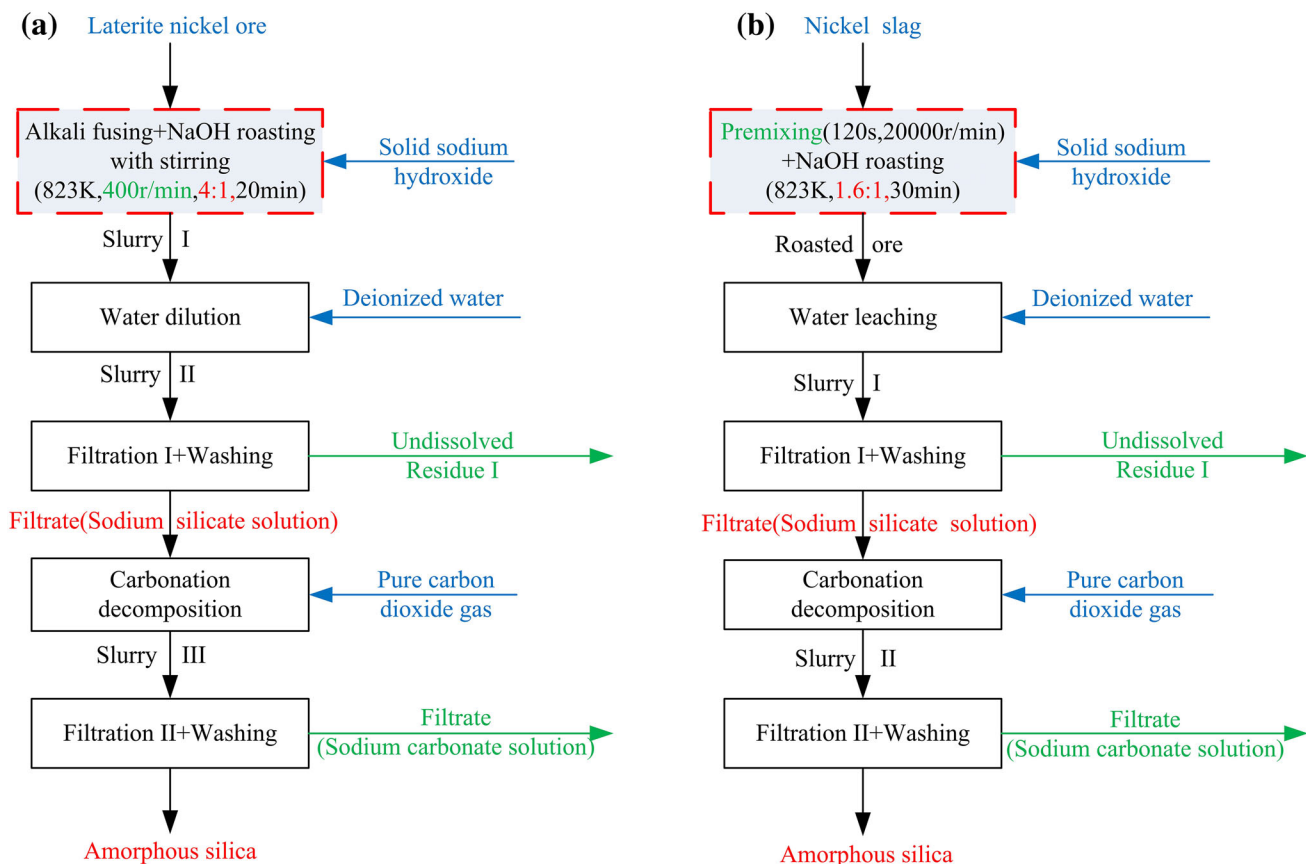 (a)
Laterite nickel ore
Alkali fusing+NaOH roasting
with stirring
(823K,400r/min,4:1,20min)
Solid sodium
hydroxide
Slurry I
Water dilution
Deionized water
Slurry II
Filtration I+Washing
Undissolved
Residue I
Filtrate(Sodium silicate solution)
Carbonation
decomposition
Pure carbon
dioxide gas
Slurry III
Filtration II+Washing
Filtrate
(Sodium carbonate solution)
Amorphous silica
(b)
Nickel slag
Premixing(120s,20000r/min)
+NaOH roasting
(823K,1.6:1,30min)
Solid sodium
hydroxide
Roasted ore
Water leaching
Deionized water
Slurry I
Filtration I+Washing
Undissolved
Residue I
Filtrate(Sodium silicate solution)
Carbonation
decomposition
Pure carbon
dioxide gas
Slurry II
Filtration II+Washing
Filtrate
(Sodium carbonate solution)
Amorphous silica